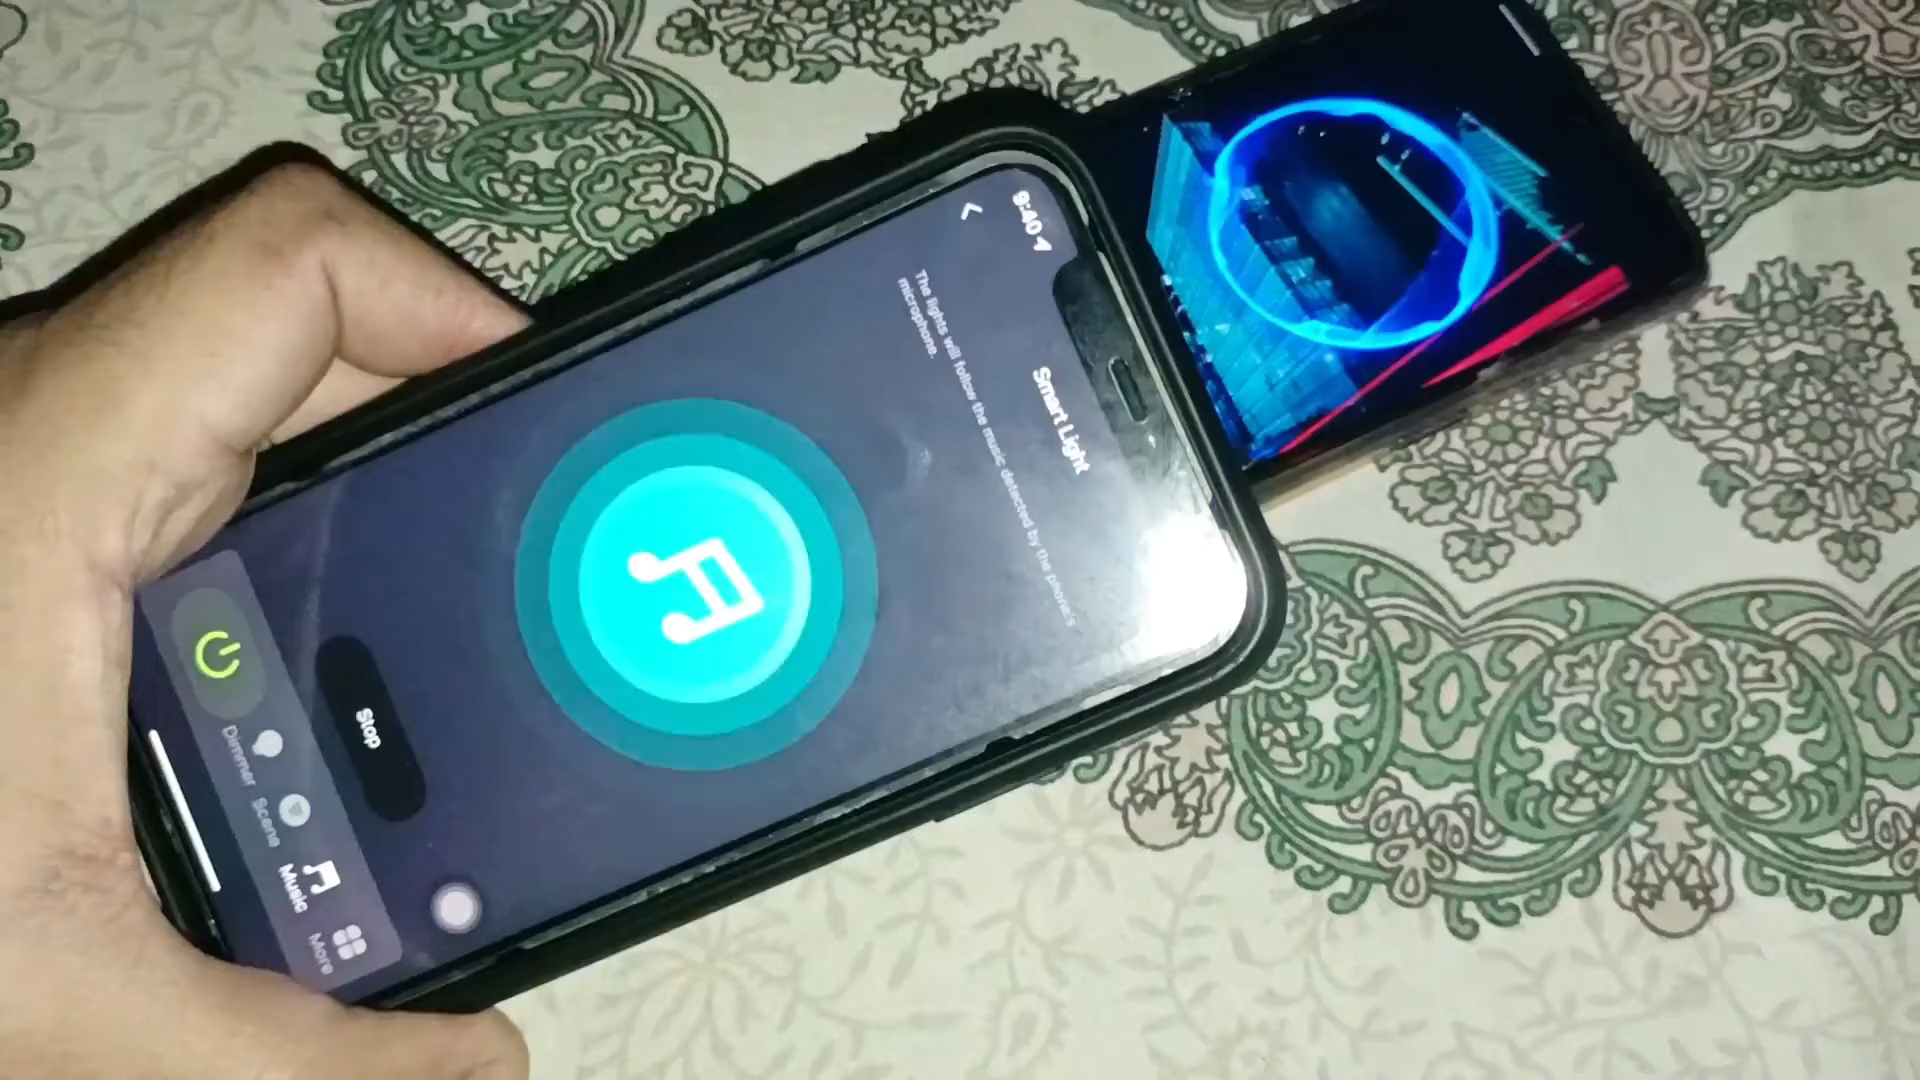 9:40
Smart Light
The lights will follow the music detected by the phone's
microphone.
Stop
Dimmer
Scene
Music
More